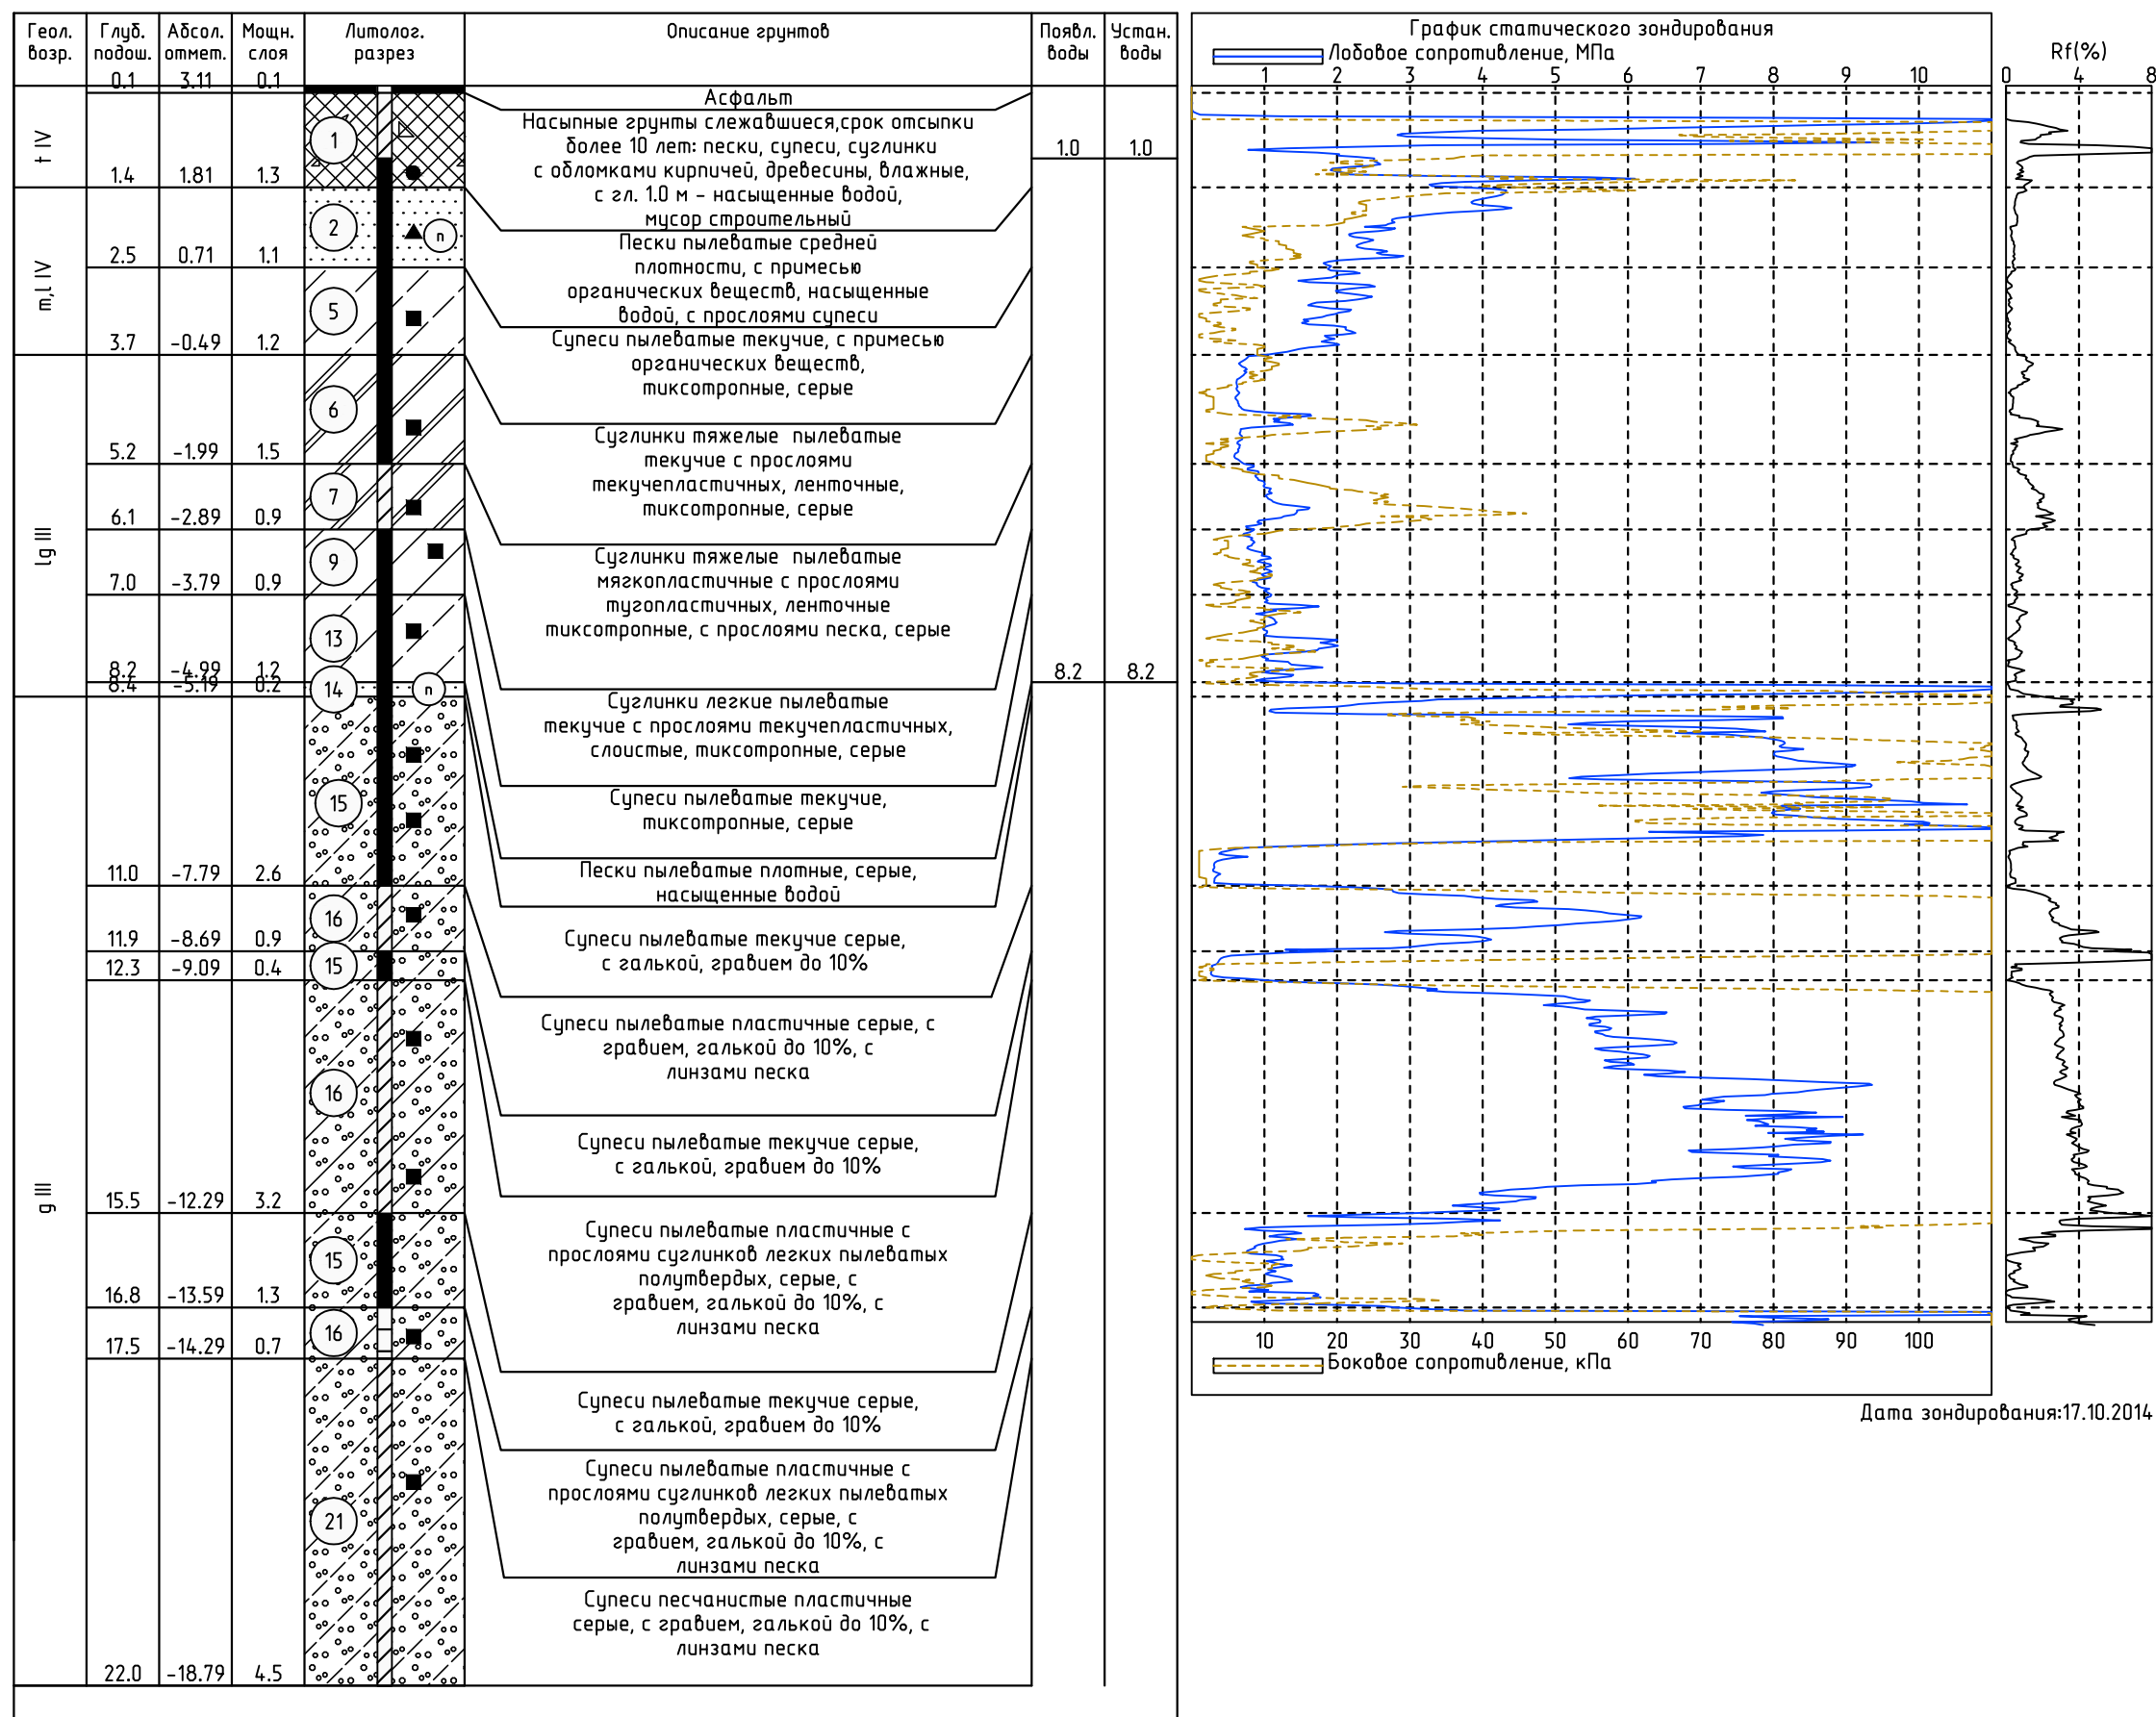 Геол. возр.
Глуб. подош.
Абсол. отмет.
Мощн. слоя
Литолог. разрез
Описание грунтов
Появл. воды
Устан. воды
0.1 3.11 0.1
Асфальт
t IV
1
1.4 1.81 1.3
Насыпные грунты слежавшиеся,срок отсыпки
более 10 лет: пески, супеси, суглинки
с обломками кирпичей, древесины, влажные,
с гл. 1.0 м – насыщенные водой,
мусор строительный
1.0 1.0
m,l IV
2
п
2.5 0.71 1.1
Пески пылеватые средней
плотности, с примесью
органических веществ, насыщенные
водой, с прослоями супеси
5
3.7 -0.49 1.2
Супеси пылеватые текучие, с примесью
органических веществ,
тиксотропные, серые
lg III
6
5.2 -1.99 1.5
Суглинки тяжелые пылеватые
текучие с прослоями
текучепластичных, ленточные,
тиксотропные, серые
7
6.1 -2.89 0.9
Суглинки тяжелые пылеватые
мягкопластичные с прослоями
тугопластичных, ленточные
тиксотропные, с прослоями песка, серые
9
7.0 -3.79 0.9
Суглинки легкие пылеватые
текучие с прослоями текучепластичных,
слоистые, тиксотропные, серые
13
8.2 -4.99 1.2
Супеси пылеватые текучие,
тиксотропные, серые
8.2 8.2
14
п
8.4 -5.19 0.2
Пески пылеватые плотные, серые,
насыщенные водой
g III
15
11.0 -7.79 2.6
Супеси пылеватые текучие серые,
с галькой, гравием до 10%
16
11.9 -8.69 0.9
Супеси пылеватые пластичные серые, с
гравием, галькой до 10%, с
линзами песка
15
12.3 -9.09 0.4
Супеси пылеватые текучие серые,
с галькой, гравием до 10%
16
15.5 -12.29 3.2
Супеси пылеватые пластичные с
прослоями суглинков легких пылеватых
полутвердых, серые, с
гравием, галькой до 10%, с
линзами песка
15
16.8 -13.59 1.3
Супеси пылеватые текучие серые,
с галькой, гравием до 10%
16
17.5 -14.29 0.7
Супеси пылеватые пластичные с
прослоями суглинков легких пылеватых
полутвердых, серые, с
гравием, галькой до 10%, с
линзами песка
21
22.0 -18.79 4.5
Супеси песчанистые пластичные
серые, с гравием, галькой до 10%, с
линзами песка
График статического зондирования
Лобовое сопротивление, МПа
1 2 3 4 5 6 7 8 9 10
Rf(%)
0 4 8
10 20 30 40 50 60 70 80 90 100
Боковое сопротивление, кПа
Дата зондирования:17.10.2014